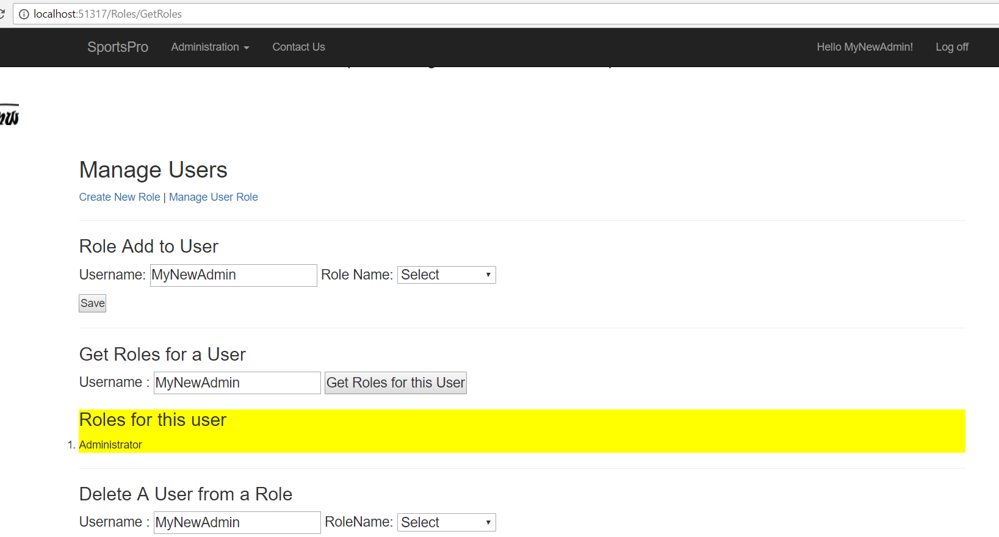 localhost:51317/Roles/GetRoles
SportsPro Administration Contact Us Hello MyNewAdmin! Log off
Manage Users
Create New Role | Manage User Role
Role Add to User
Username: MyNewAdmin Role Name: Select
Save
Get Roles for a User
Username : MyNewAdmin Get Roles for this User
Roles for this user
1. Administrator
Delete A User from a Role
Username : MyNewAdmin RoleName: Select